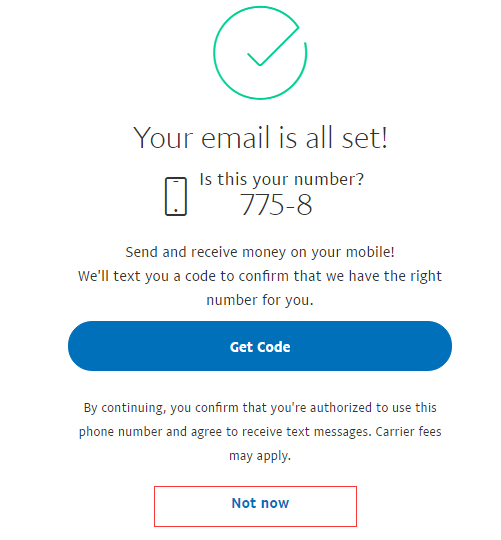 Your email is all set!
Is this your number?
775-8
Send and receive money on your mobile!
We'll text you a code to confirm that we have the right
number for you.
Get Code
By continuing, you confirm that you're authorized to use this
phone number and agree to receive text messages. Carrier fees
may apply.
Not now